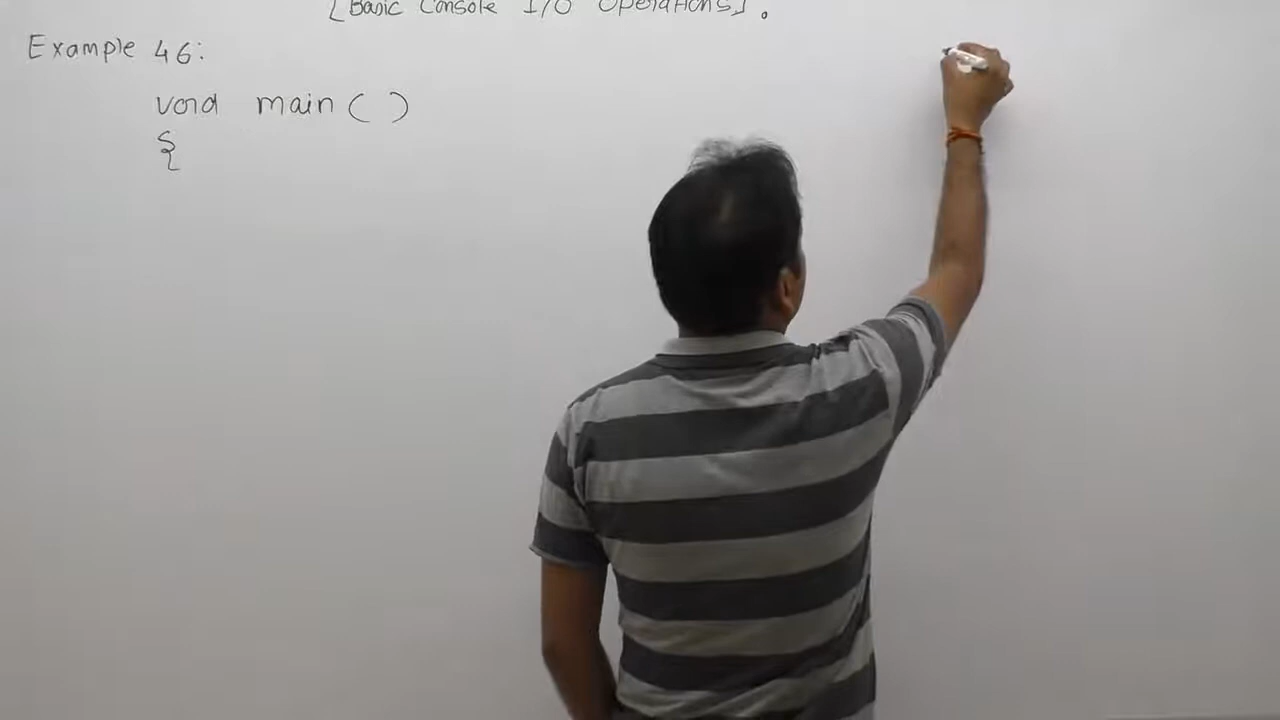 [Basic Console I/O Operations].
Example 46:
void main( )
{